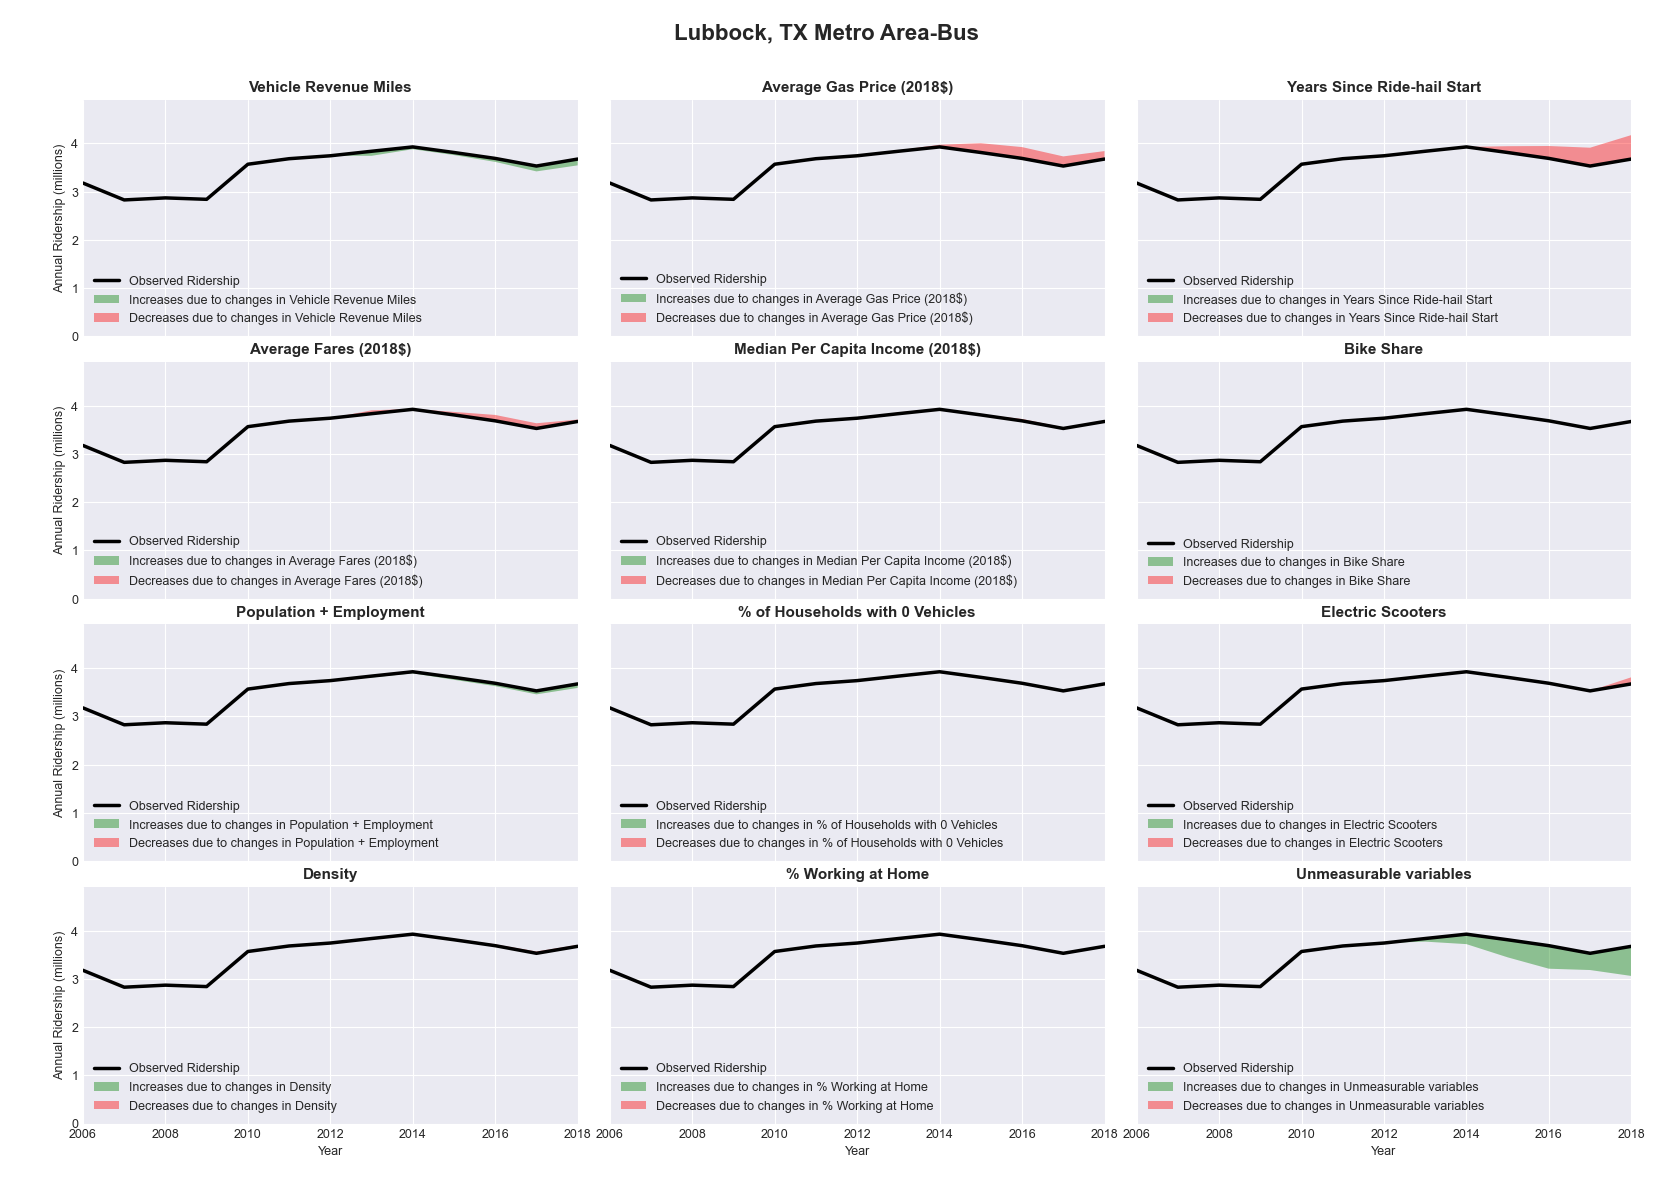 Lubbock, TX Metro Area-Bus
Vehicle Revenue Miles
Annual Ridership (millions)
4
3
2
1
0
Observed Ridership
Increases due to changes in Vehicle Revenue Miles
Decreases due to changes in Vehicle Revenue Miles
Average Gas Price (2018$)
Observed Ridership
Increases due to changes in Average Gas Price (2018$)
Decreases due to changes in Average Gas Price (2018$)
Years Since Ride-hail Start
Observed Ridership
Increases due to changes in Years Since Ride-hail Start
Decreases due to changes in Years Since Ride-hail Start
Average Fares (2018$)
Annual Ridership (millions)
4
3
2
1
0
Observed Ridership
Increases due to changes in Average Fares (2018$)
Decreases due to changes in Average Fares (2018$)
Median Per Capita Income (2018$)
Observed Ridership
Increases due to changes in Median Per Capita Income (2018$)
Decreases due to changes in Median Per Capita Income (2018$)
Bike Share
Observed Ridership
Increases due to changes in Bike Share
Decreases due to changes in Bike Share
Population + Employment
Annual Ridership (millions)
4
3
2
1
0
Observed Ridership
Increases due to changes in Population + Employment
Decreases due to changes in Population + Employment
% of Households with 0 Vehicles
Observed Ridership
Increases due to changes in % of Households with 0 Vehicles
Decreases due to changes in % of Households with 0 Vehicles
Electric Scooters
Observed Ridership
Increases due to changes in Electric Scooters
Decreases due to changes in Electric Scooters
Density
Annual Ridership (millions)
4
3
2
1
0
Observed Ridership
Increases due to changes in Density
Decreases due to changes in Density
2006 2008 2010 2012 2014 2016 2018
Year
% Working at Home
Observed Ridership
Increases due to changes in % Working at Home
Decreases due to changes in % Working at Home
2006 2008 2010 2012 2014 2016 2018
Year
Unmeasurable variables
Observed Ridership
Increases due to changes in Unmeasurable variables
Decreases due to changes in Unmeasurable variables
2006 2008 2010 2012 2014 2016 2018
Year